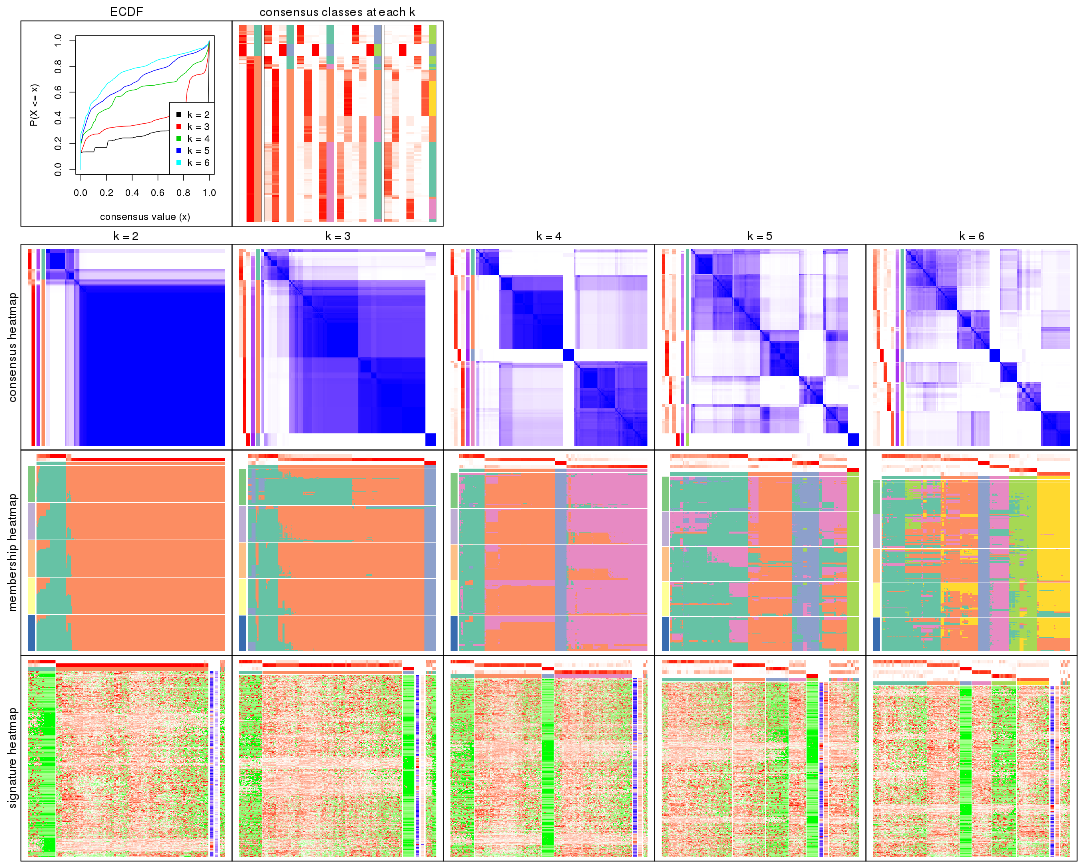 ECDF
consensus classes at each k
P(X <= x)
0.0
0.2
0.4
0.6
0.8
1.0
k = 2
k = 3
k = 4
k = 5
k = 6
0.0 0.2 0.4 0.6 0.8 1.0
consensus value (x)
k = 2 k = 3 k = 4 k = 5 k = 6
consensus heatmap
membership heatmap
signature heatmap